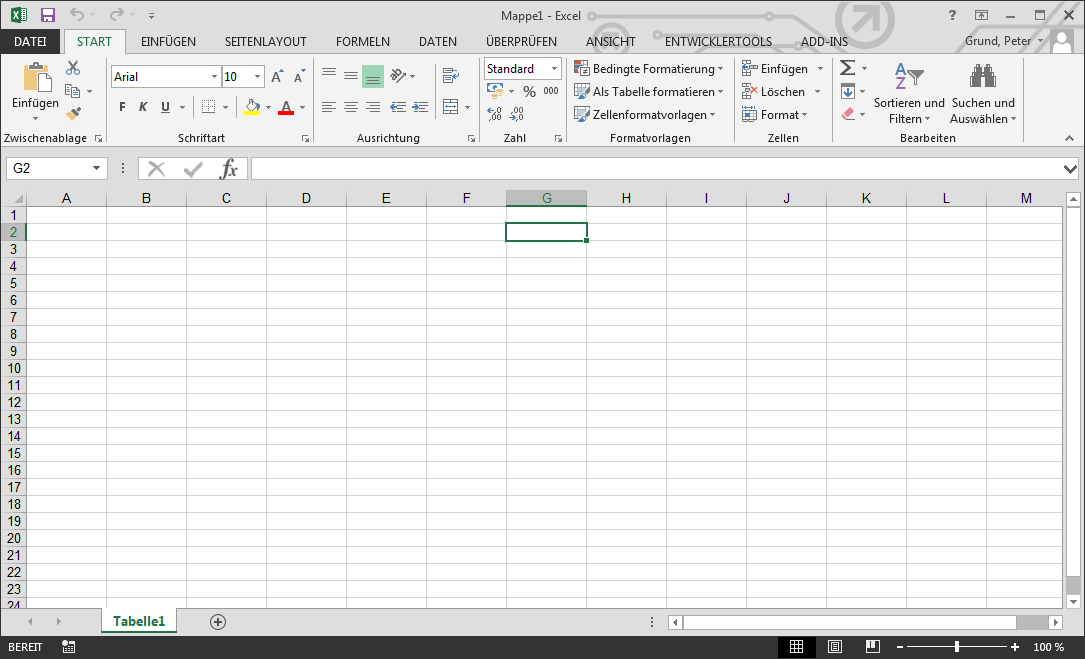 Mappe1 - Excel
?
DATEI START EINFÜGEN SEITENLAYOUT FORMELN DATEN ÜBERPRÜFEN ANSICHT ENTWICKLERTOOLS ADD-INS Grund, Peter
Einfügen
Arial 10 A A
F K U A
Standard
% 000
,00 ,00
Bedingte Formatierung
Als Tabelle formatieren
Zellenformatvorlagen
Einfügen
Löschen
Format
Σ
A Z
Sortieren und Filtern
Suchen und Auswählen
Zwischenablage Schriftart Ausrichtung Zahl Formatvorlagen Zellen Bearbeiten
G2 fx
A B C D E F G H I J K L M
1
2
3
4
5
6
7
8
9
10
11
12
13
14
15
16
17
18
19
20
21
22
23
24
Tabelle1
BEREIT 100 %